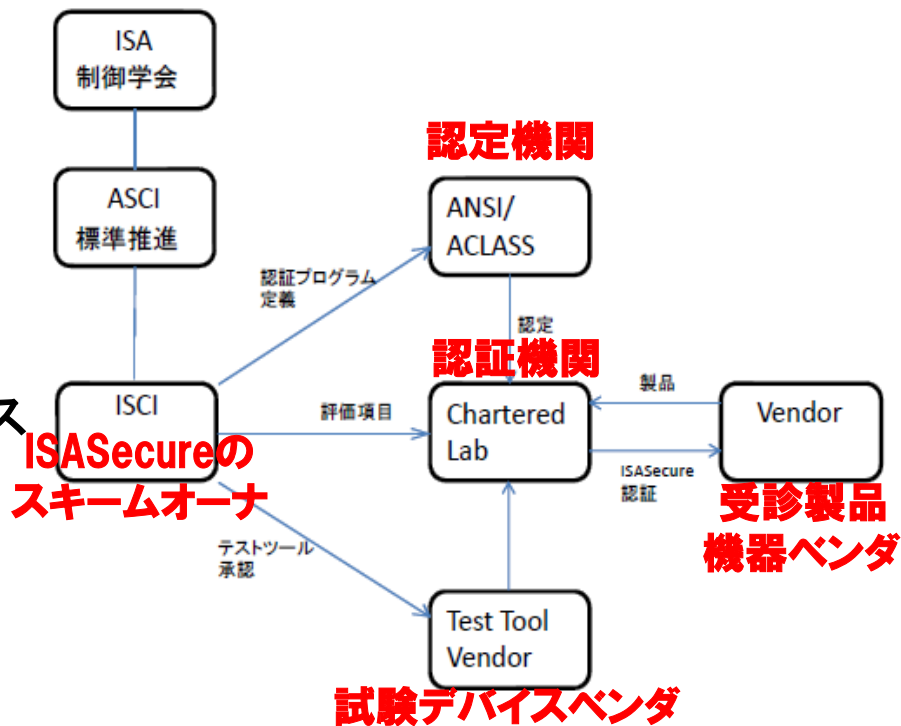 ISA
制御学会
認定機関
ASCI
標準推進
ANSI/
ACLASS
認証プログラム
定義
認定
認証機関
ISCI
ス
ISASecureの
スキームオーナ
評価項目
Chartered
Lab
製品
ISASecure
認証
Vendor
受診製品
機器ベンダ
テストツール
承認
Test Tool
Vendor
試験デバイスベンダ